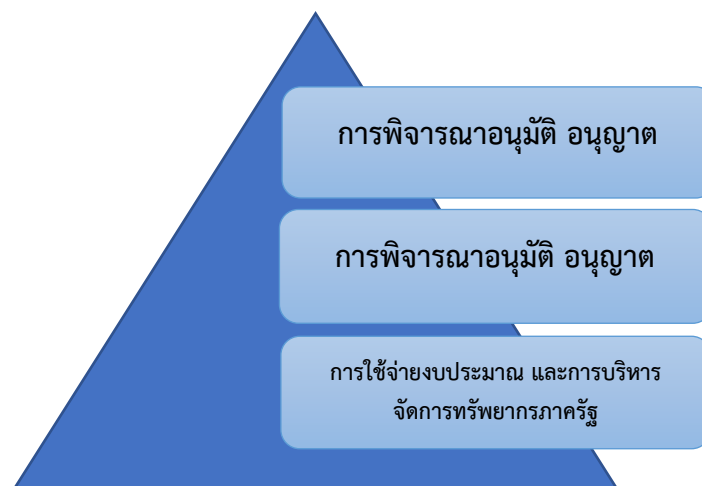 การพิจารณาอนุมัติ อนุญาต
การพิจารณาอนุมัติ อนุญาต
การใช้จ่ายงบประมาณ และการบริหาร
จัดการทรัพยากรภาครัฐ